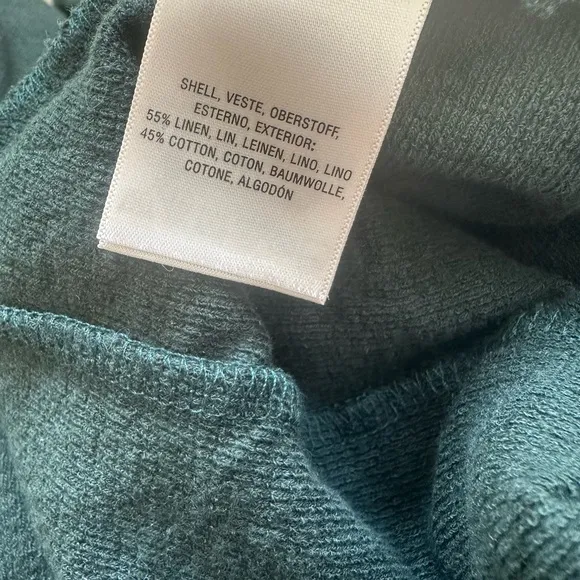 SHELL, VESTE, OBERSTOFF,
ESTERNO, EXTERIOR:
55% LINEN, LIN, LEINEN, LINO, LINO
45% COTTON, COTON, BAUMWOLLE,
COTONE, ALGODÓN